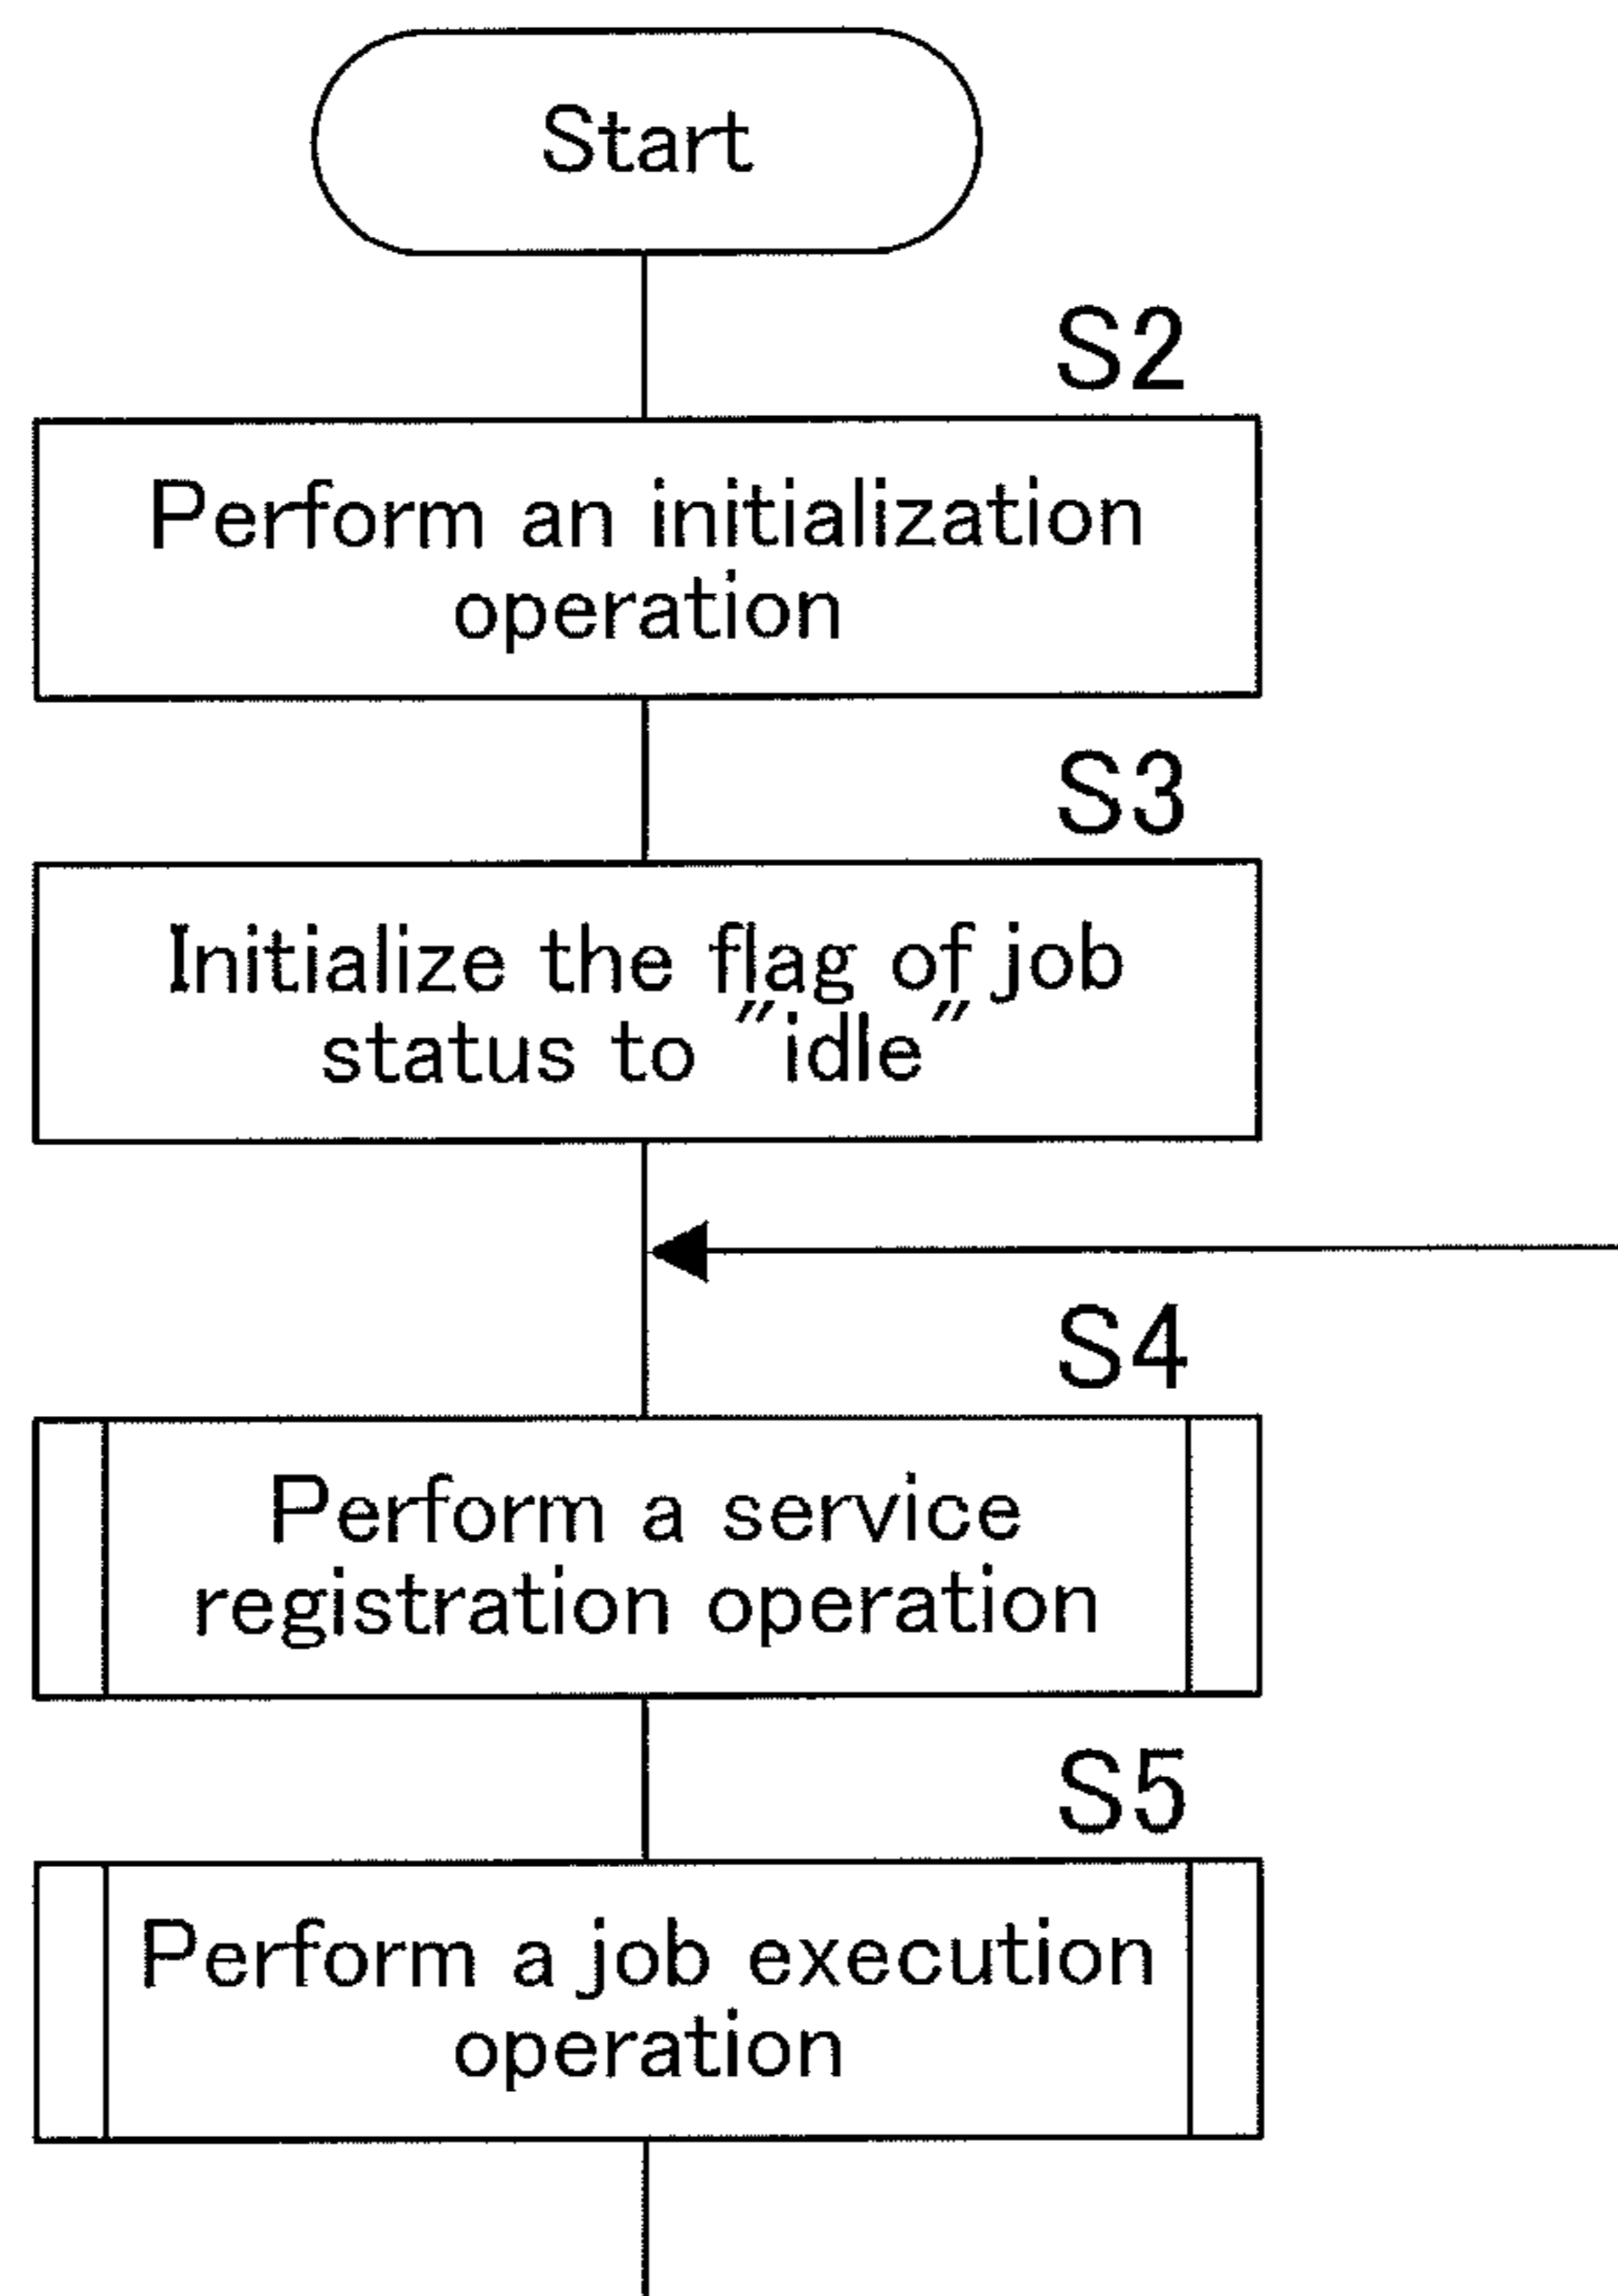 Start
S2
Perform an initialization
operation
S3
Initialize the flag of job
status to "idle"
S4
Perform a service
registration operation
S5
Perform a job execution
operation